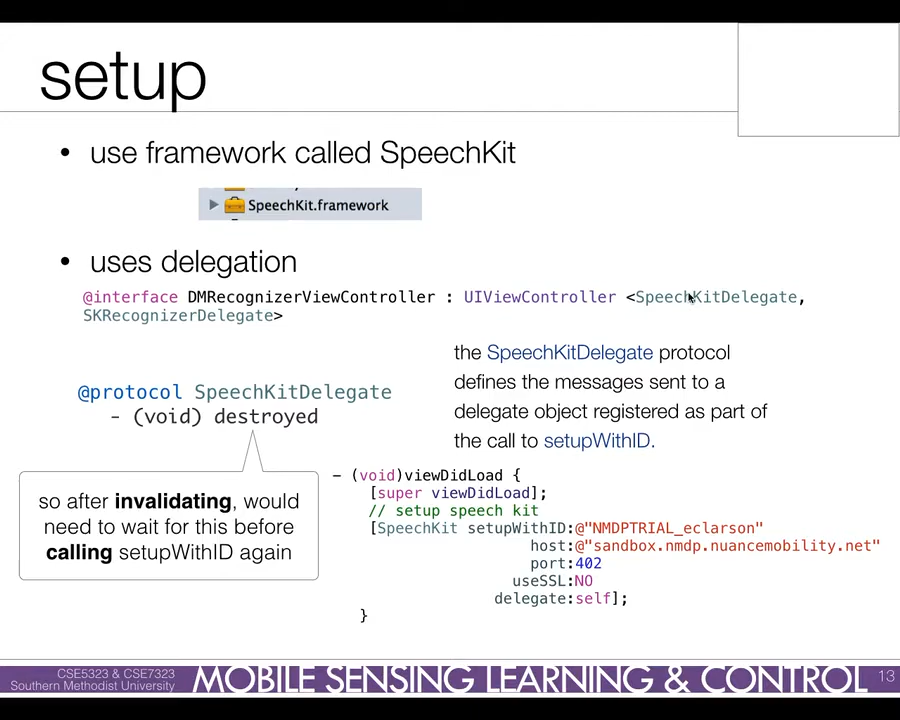 setup
• use framework called SpeechKit
SpeechKit.framework
• uses delegation
@interface DMRecognizerViewController : UIViewController <SpeechKitDelegate,
SKRecognizerDelegate>
the SpeechKitDelegate protocol
defines the messages sent to a
delegate object registered as part of
the call to setupWithID.
@protocol SpeechKitDelegate
- (void) destroyed
so after invalidating, would
need to wait for this before
calling setupWithID again
- (void)viewDidLoad {
[super viewDidLoad];
// setup speech kit
[SpeechKit setupWithID:@"NMDPTRIAL_eclarson"
host:@"sandbox.nmdp.nuancemobility.net"
port:402
useSSL:NO
delegate:self];
}
CSE5323 & CSE7323
Southern Methodist University
MOBILE SENSING LEARNING & CONTROL
13